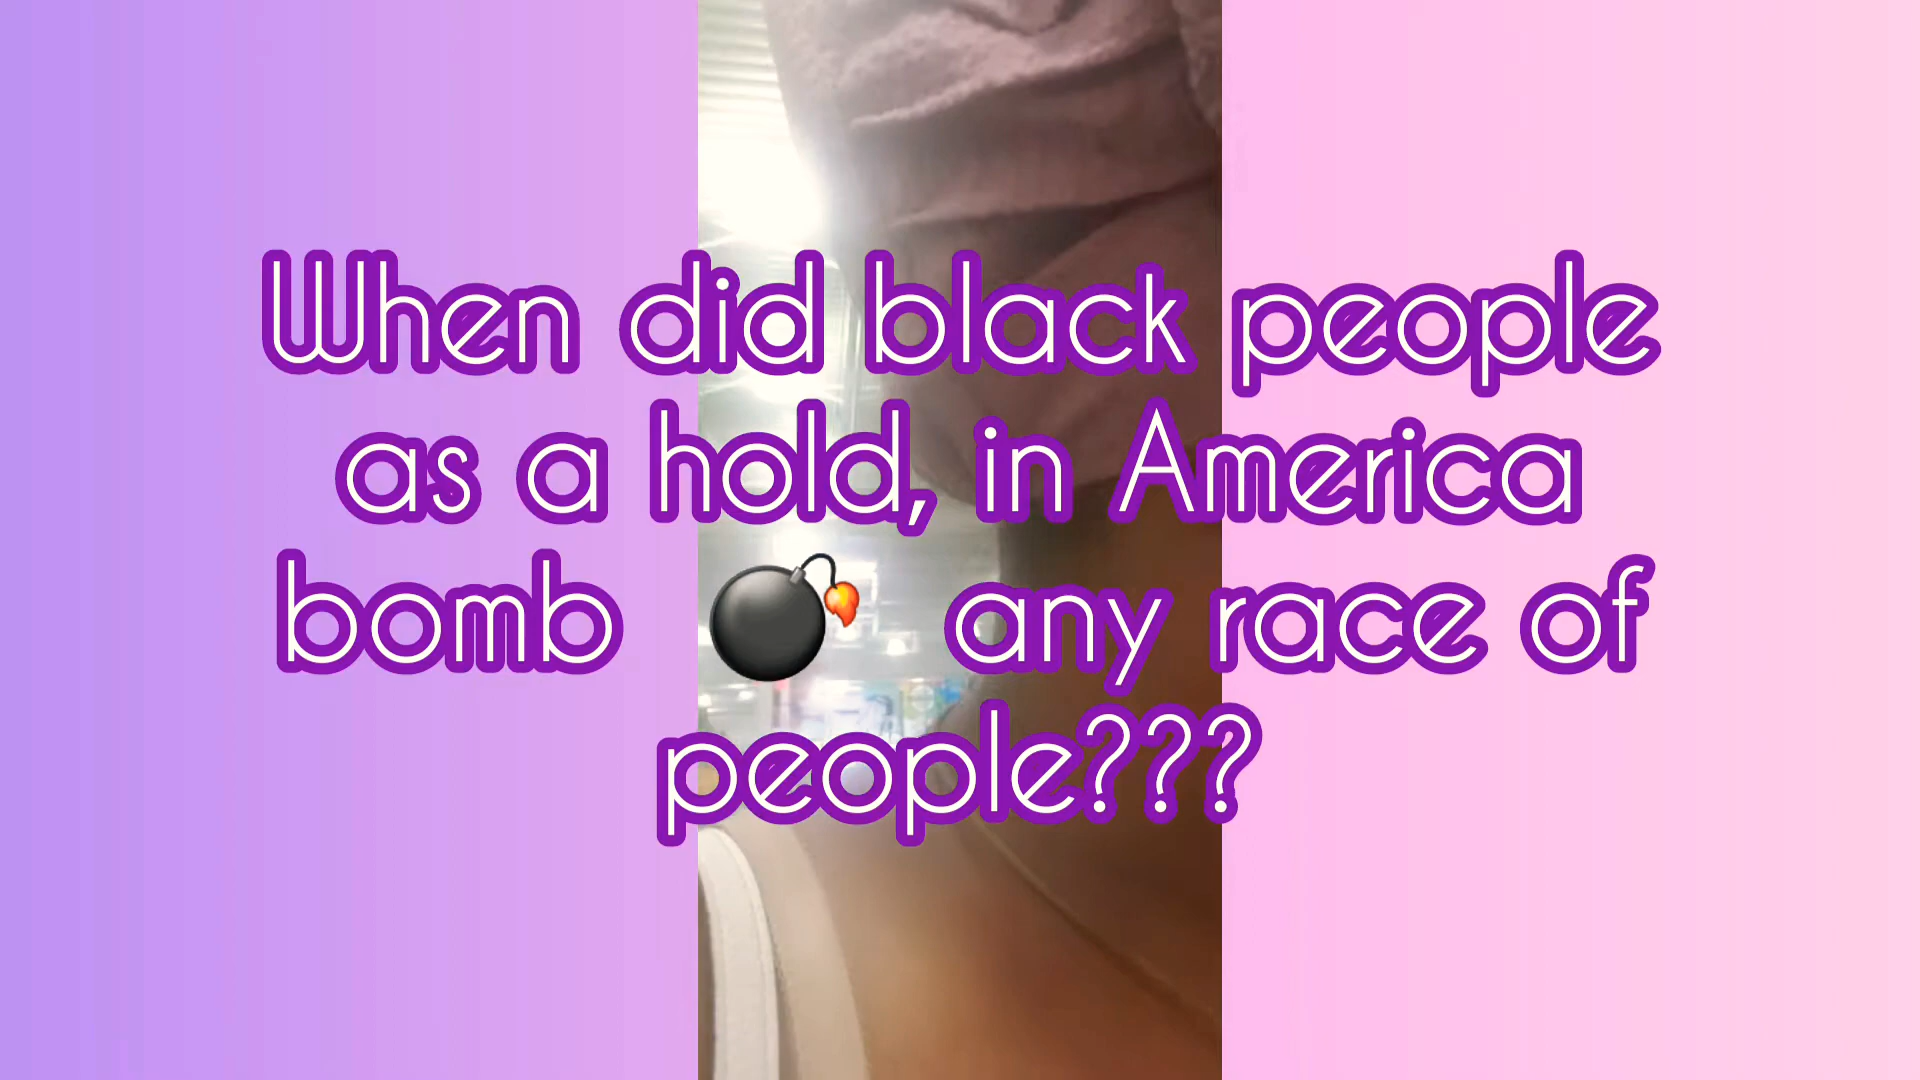 When did black people
as a hold, in America
bomb 💣 any race of
people???